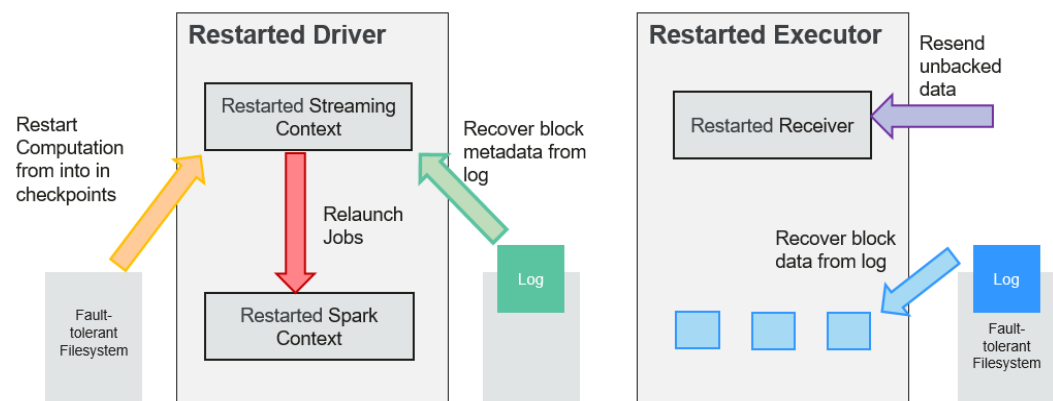 Restarted Driver
Restarted Streaming
Context
Restart
Computation
from into in
checkpoints
Recover block
metadata from
log
Relaunch
Jobs
Log
Fault-
tolerant
Filesystem
Restarted Spark
Context
Restarted Executor
Resend
unbacked
data
Restarted Receiver
Recover block
data from log
Log
Fault-
tolerant
Filesystem